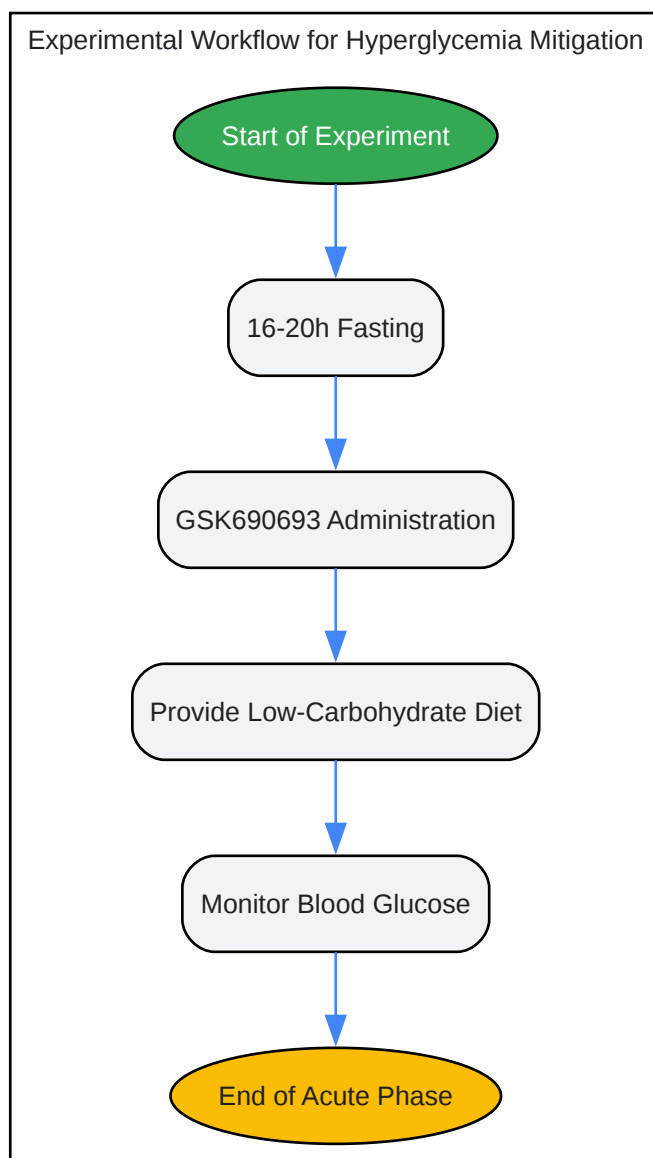 Experimental Workflow for Hyperglycemia Mitigation
Start of Experiment
16-20h Fasting
GSK690693 Administration
Provide Low-Carbohydrate Diet
Monitor Blood Glucose
End of Acute Phase